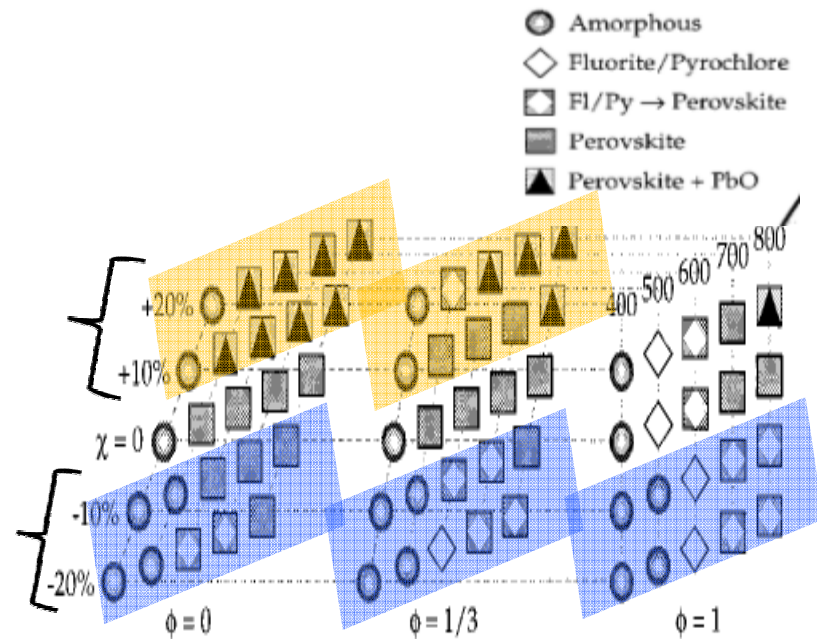 Amorphous
Fluorite/Pyrochlore
Fl/Py → Perovskite
Perovskite
Perovskite + PbO
800
700
600
500
400
+20%
+10%
χ = 0
-10%
-20%
ϕ = 0
ϕ = 1/3
ϕ = 1